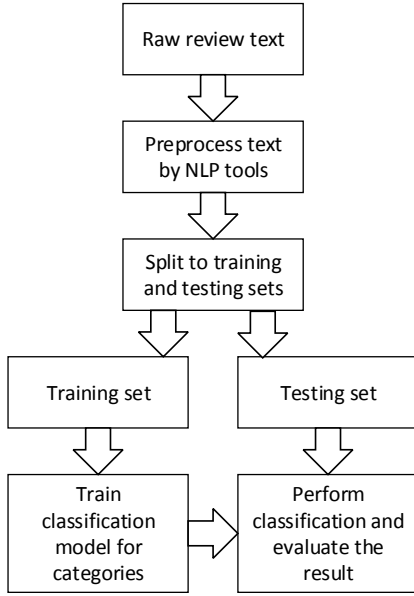 Raw review text
Preprocess text
by NLP tools
Split to training
and testing sets
Training set
Testing set
Train
classification
model for
categories
Perform
classification and
evaluate the
result